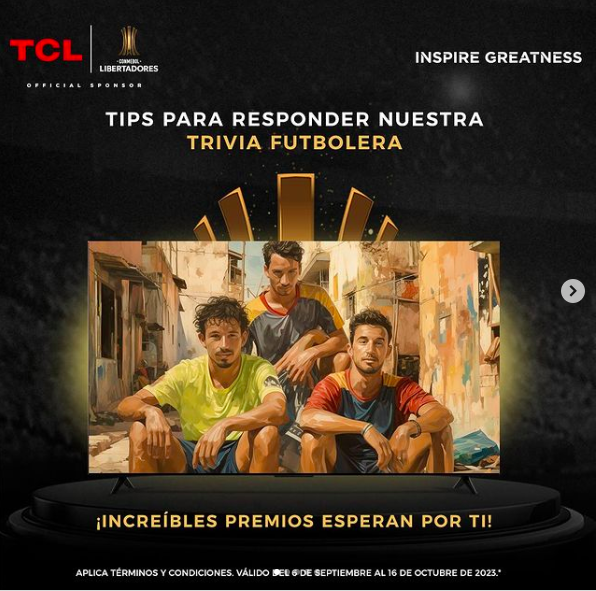 TCL
·CONMEBOL·
LIBERTADORES
OFFICIAL SPONSOR
INSPIRE GREATNESS
TIPS PARA RESPONDER NUESTRA
TRIVIA FUTBOLERA
¡INCREÍBLES PREMIOS ESPERAN POR TI!
APLICA TÉRMINOS Y CONDICIONES. VÁLIDO DEL 6 DE SEPTIEMBRE AL 16 DE OCTUBRE DE 2023.*